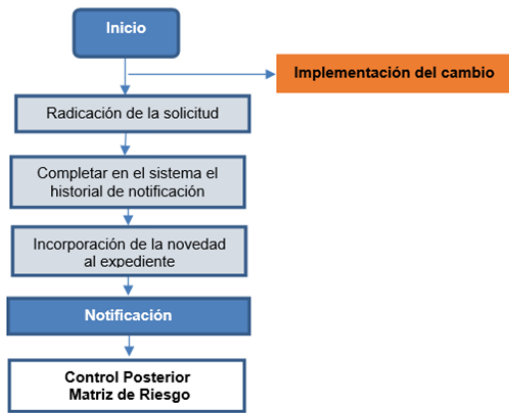 Inicio
Implementación del cambio
Radicación de la solicitud
Completar en el sistema el
historial de notificación
Incorporación de la novedad
al expediente
Notificación
Control Posterior
Matriz de Riesgo